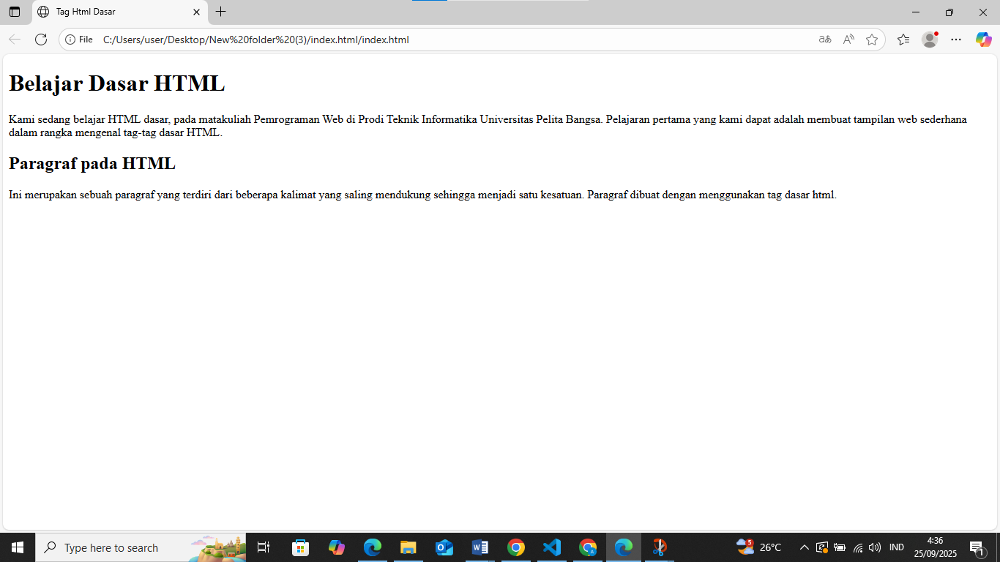 Tag Html Dasar
File
C:/Users/user/Desktop/New%20folder%20(3)/index.html/index.html
aあ
Belajar Dasar HTML
Kami sedang belajar HTML dasar, pada matakuliah Pemrograman Web di Prodi Teknik Informatika Universitas Pelita Bangsa. Pelajaran pertama yang kami dapat adalah membuat tampilan web sederhana
dalam rangka mengenal tag-tag dasar HTML.
Paragraf pada HTML
Ini merupakan sebuah paragraf yang terdiri dari beberapa kalimat yang saling mendukung sehingga menjadi satu kesatuan. Paragraf dibuat dengan menggunakan tag dasar html.
Type here to search
5
26°C
IND
4:36
25/09/2025
1